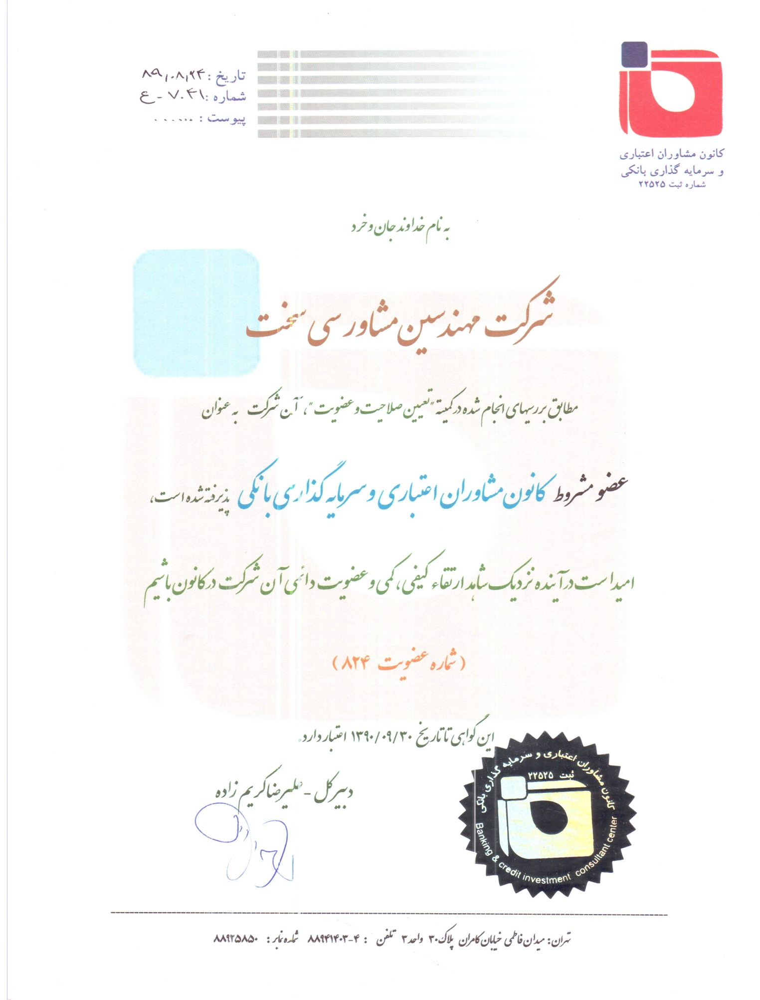 تاریخ : ۸۹٫۰۸٫۲۴
شماره : ۷۰۴۱ - ع
پیوست : ........
کانون مشاوران اعتباری
و سرمایه گذاری بانکی
شماره ثبت ۲۲۵۲۵
به نام خداوند جان و خرد
شرکت مهندسین مشاور سی سخت
مطابق بررسیهای انجام شده در کمیته "تعیین صلاحیت و عضویت"، آن شرکت به عنوان
عضو مشروط کانون مشاوران اعتباری و سرمایه گذاری بانکی پذیرفته شده است،
امید است در آینده نزدیک شاهد ارتقاء کیفی، کمی و عضویت دائمی آن شرکت در کانون باشیم
(شماره عضویت ۸۲۴)
این گواهی تا تاریخ ۱۳۹۰/۰۹/۳۰ اعتبار دارد.
دبیر کل - علیرضا کریم زاده
کانون مشاوران اعتباری و سرمایه گذاری بانکی
ثبت ۲۲۵۲۵
Banking & credit investment consultant center
تهران: میدان فاطمی خیابان کامران پلاک ۳۰ واحد ۳ تلفن : ۴-۸۸۹۴۱۴۰۳ شماره نمابر: ۸۸۹۲۵۸۵۰